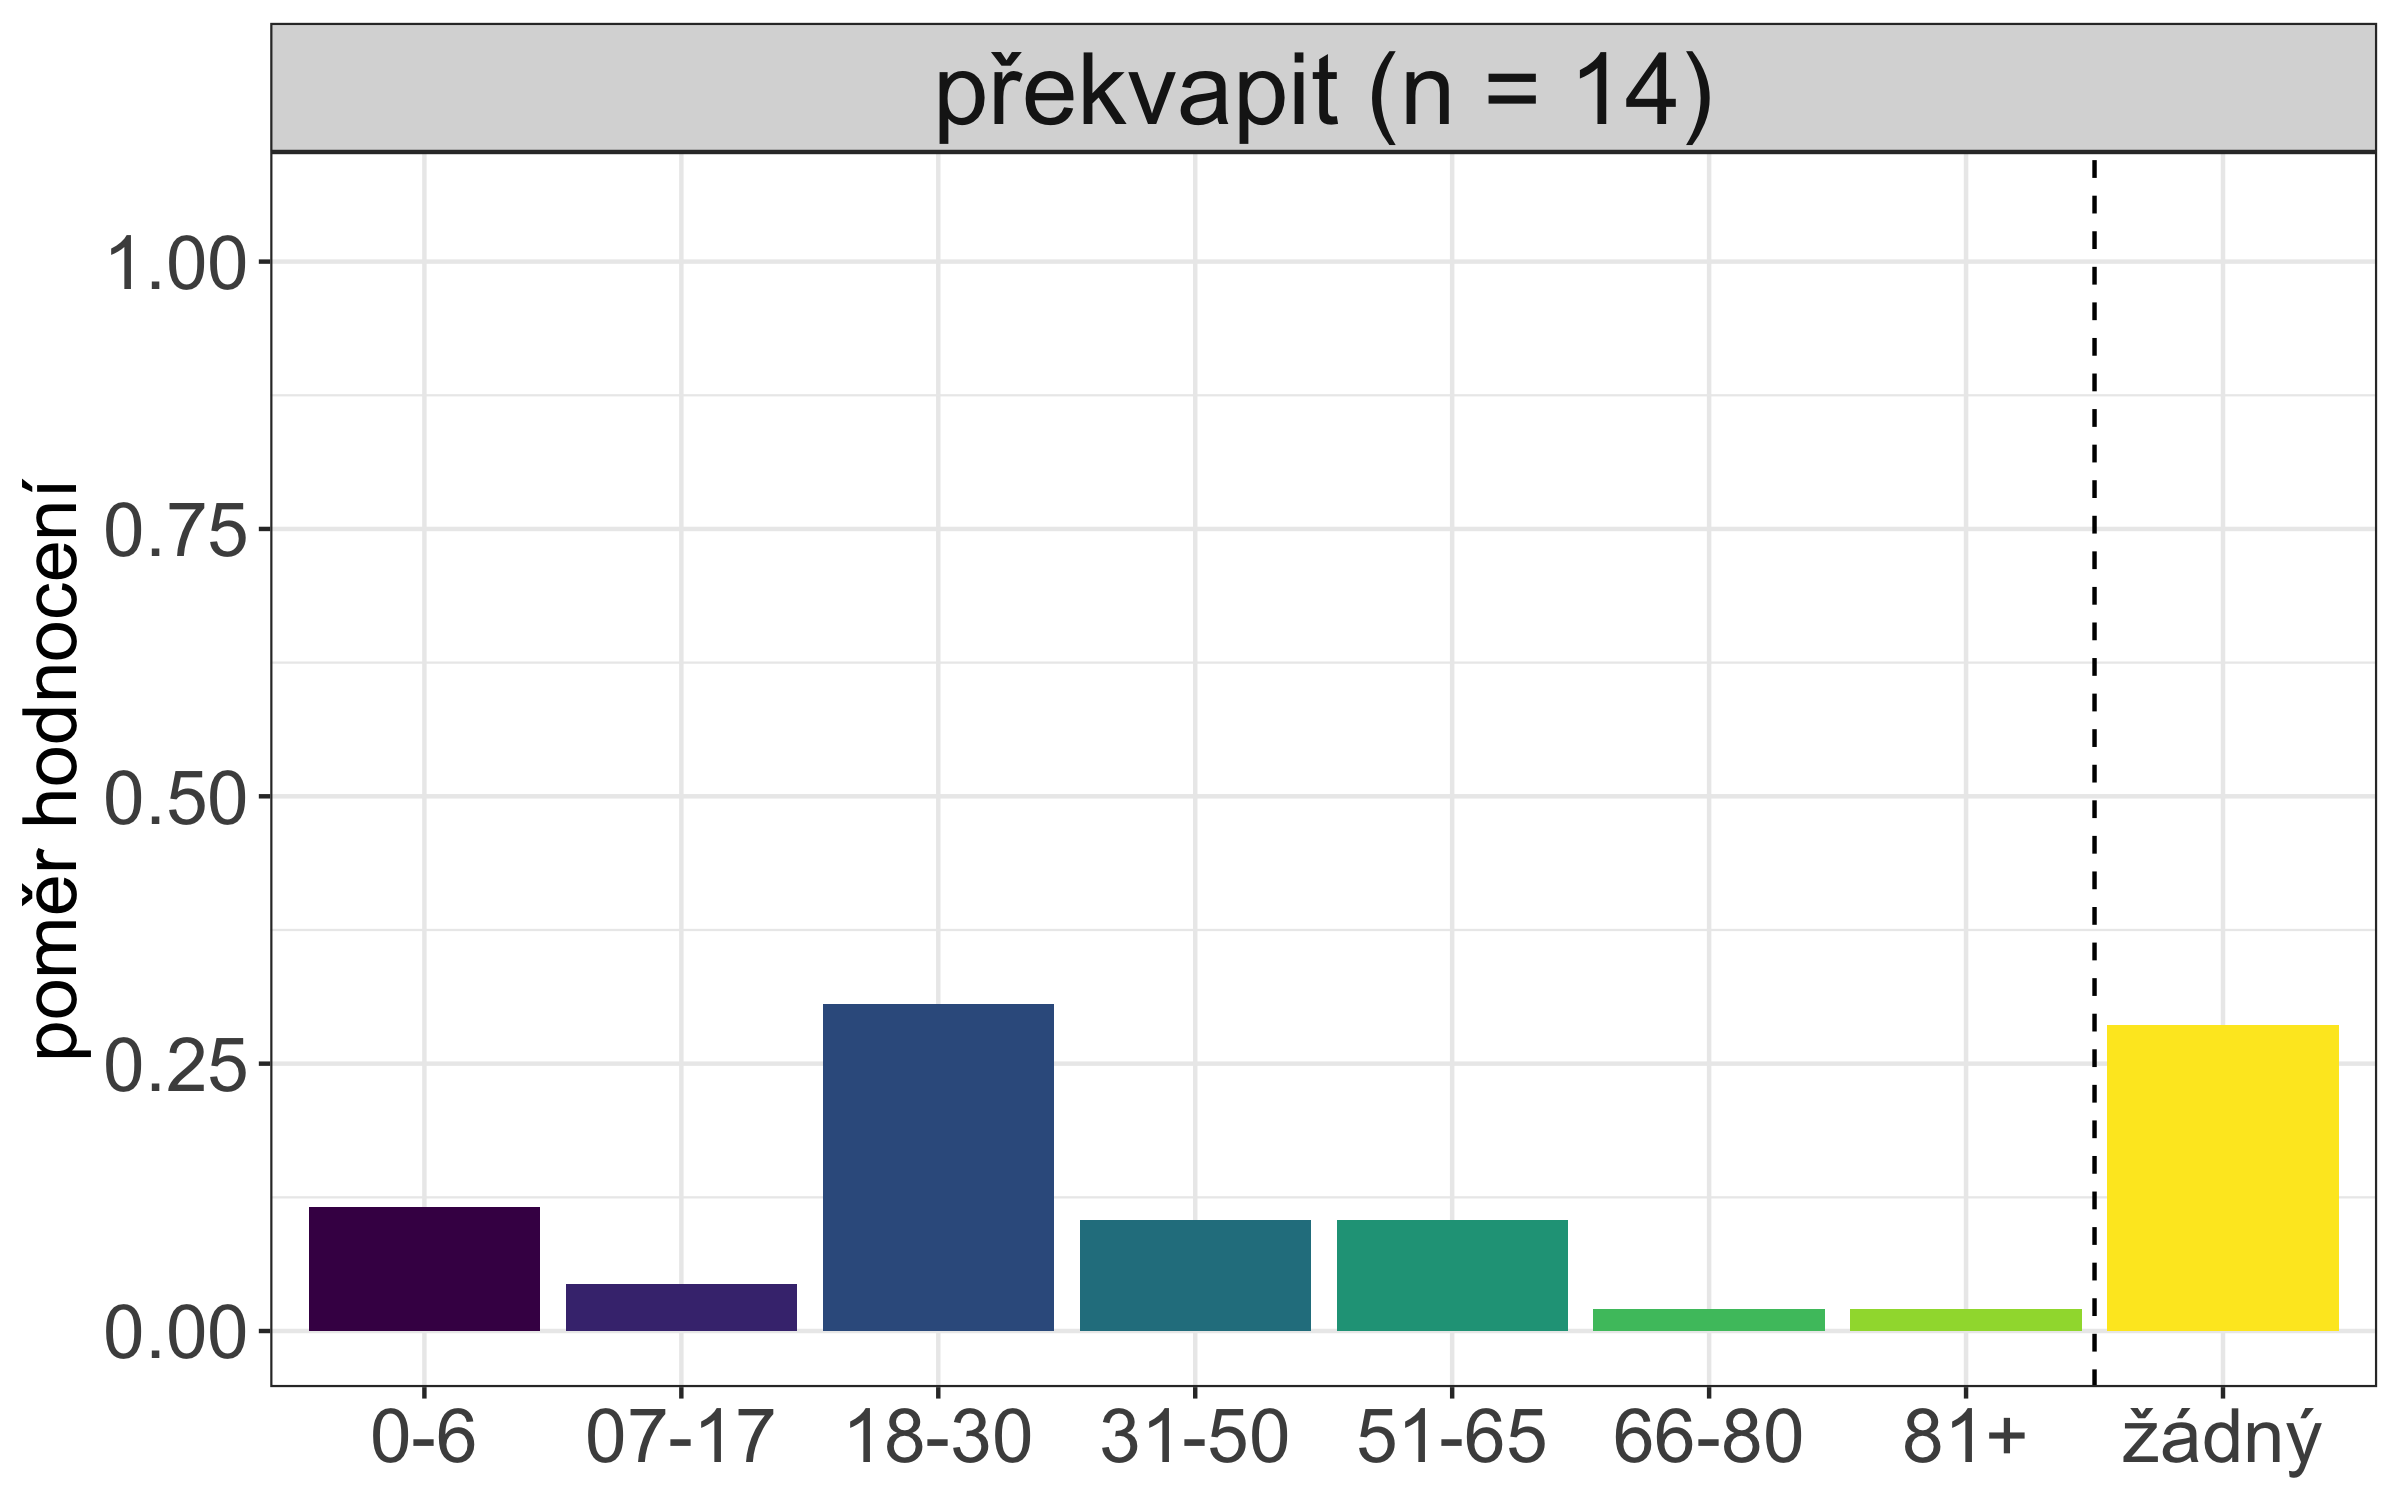 překvapit (n = 14)
poměr hodnocení
1.00
0.75
0.50
0.25
0.00
0-6 07-17 18-30 31-50 51-65 66-80 81+ žádný